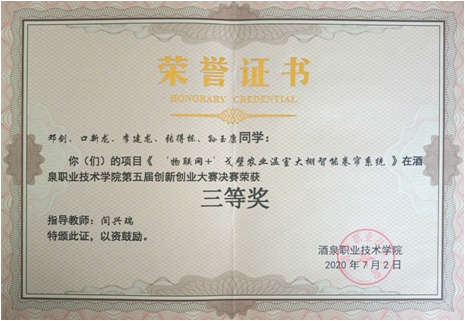 荣誉证书
HONORARY CREDENTIAL
邓剑、口新龙、李建龙、张得栋、孙玉康同学：
你（们）的项目《‘物联网+’戈壁农业温室大棚智能卷帘系统》在酒
泉职业技术学院第五届创新创业大赛决赛荣获
三等奖
指导教师：闫兴瑞
特颁此证，以资鼓励。
酒泉职业技术学院
2020年7月2日